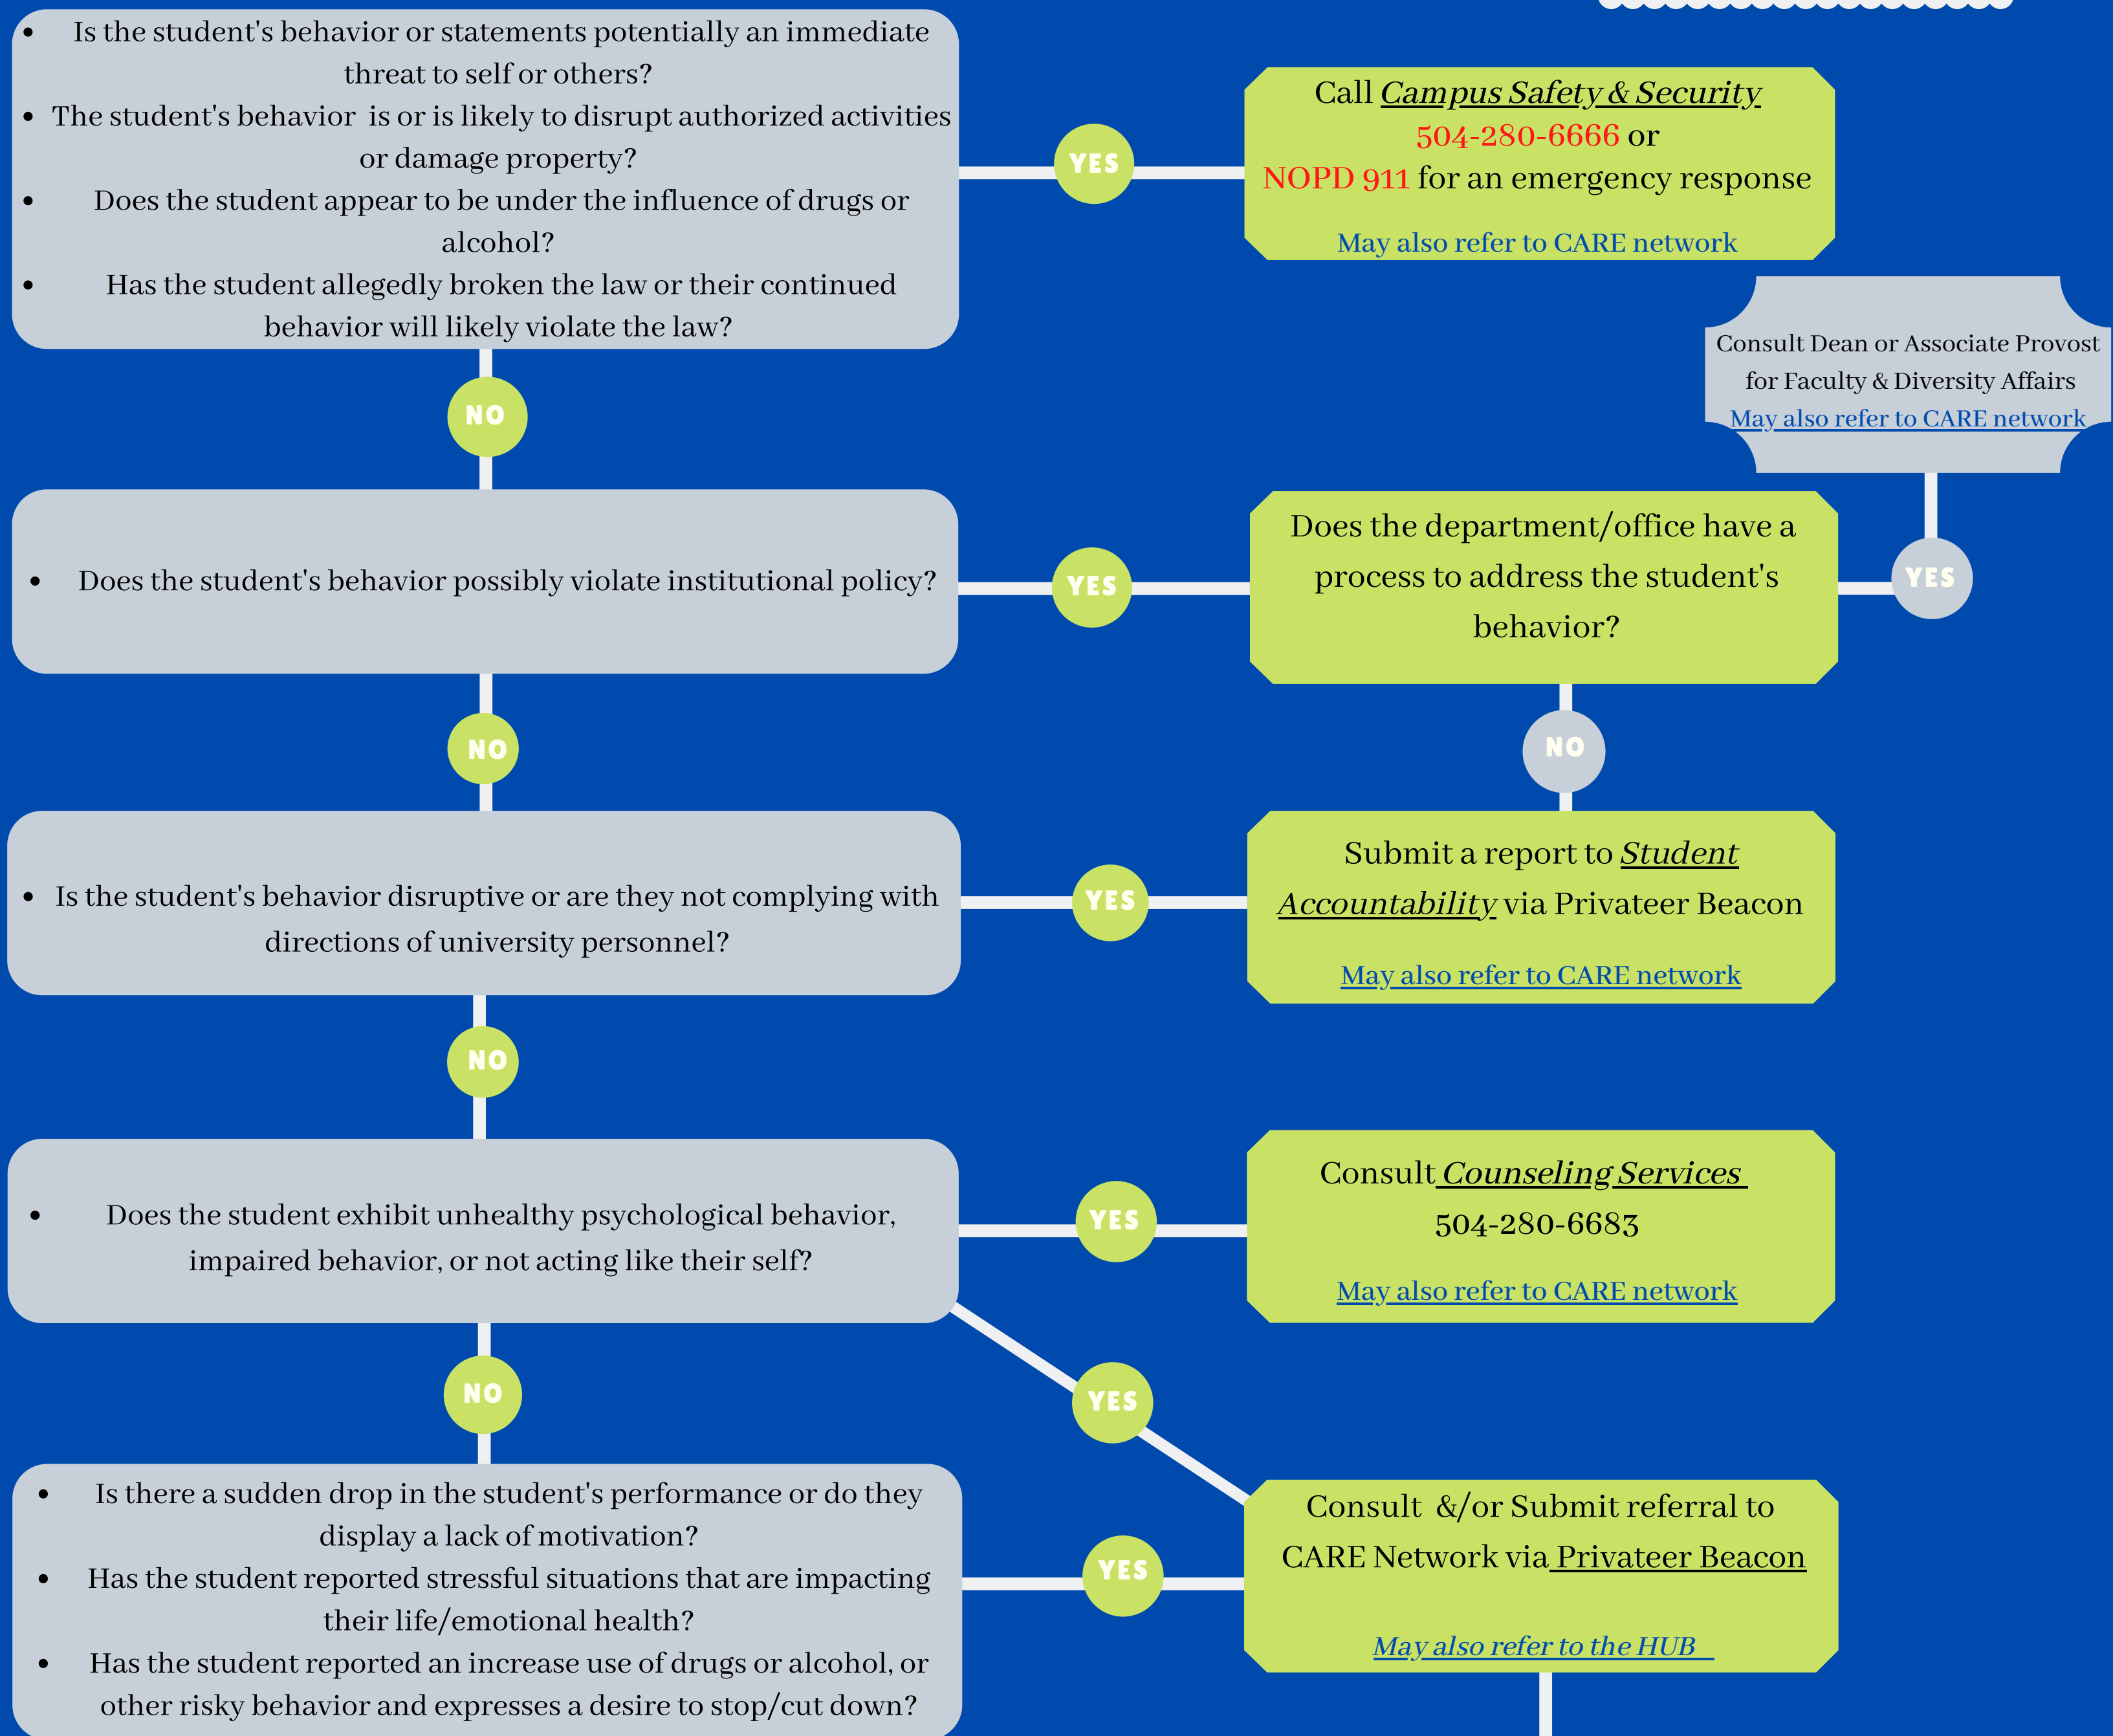 • Is the student's behavior or statements potentially an immediate
threat to self or others?
• The student's behavior is or is likely to disrupt authorized activities
or damage property?
• Does the student appear to be under the influence of drugs or
alcohol?
• Has the student allegedly broken the law or their continued
behavior will likely violate the law?
YES
Call Campus Safety & Security
504-280-6666 or
NOPD 911 for an emergency response
May also refer to CARE network
NO
• Does the student's behavior possibly violate institutional policy?
YES
Does the department/office have a
process to address the student's
behavior?
YES
Consult Dean or Associate Provost
for Faculty & Diversity Affairs
May also refer to CARE network
NO
NO
• Is the student's behavior disruptive or are they not complying with
directions of university personnel?
YES
Submit a report to Student
Accountability via Privateer Beacon
May also refer to CARE network
NO
• Does the student exhibit unhealthy psychological behavior,
impaired behavior, or not acting like their self?
YES
Consult Counseling Services
504-280-6683
May also refer to CARE network
YES
NO
• Is there a sudden drop in the student's performance or do they
display a lack of motivation?
• Has the student reported stressful situations that are impacting
their life/emotional health?
• Has the student reported an increase use of drugs or alcohol, or
other risky behavior and expresses a desire to stop/cut down?
YES
Consult &/or Submit referral to
CARE Network via Privateer Beacon
May also refer to the HUB